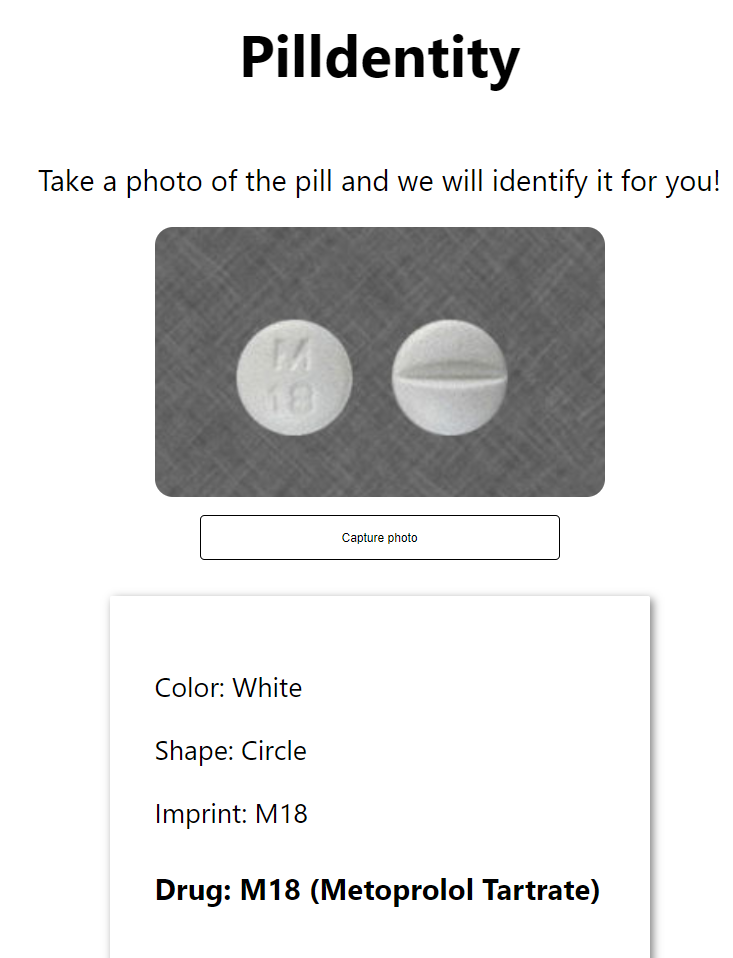 PillIdentity
Take a photo of the pill and we will identify it for you!
M
18
Capture photo
Color: White
Shape: Circle
Imprint: M18
Drug: M18 (Metoprolol Tartrate)